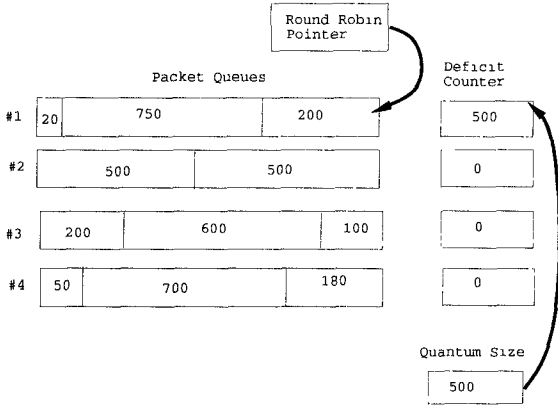 Round Robin
Pointer
Packet Queues
Deficit
Counter
#1 20 750 200 500
#2 500 500 0
#3 200 600 100 0
#4 50 700 180 0
Quantum Size
500